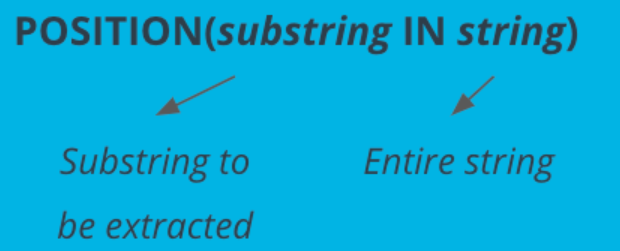 POSITION(substring IN string)
Substring to Entire string
be extracted